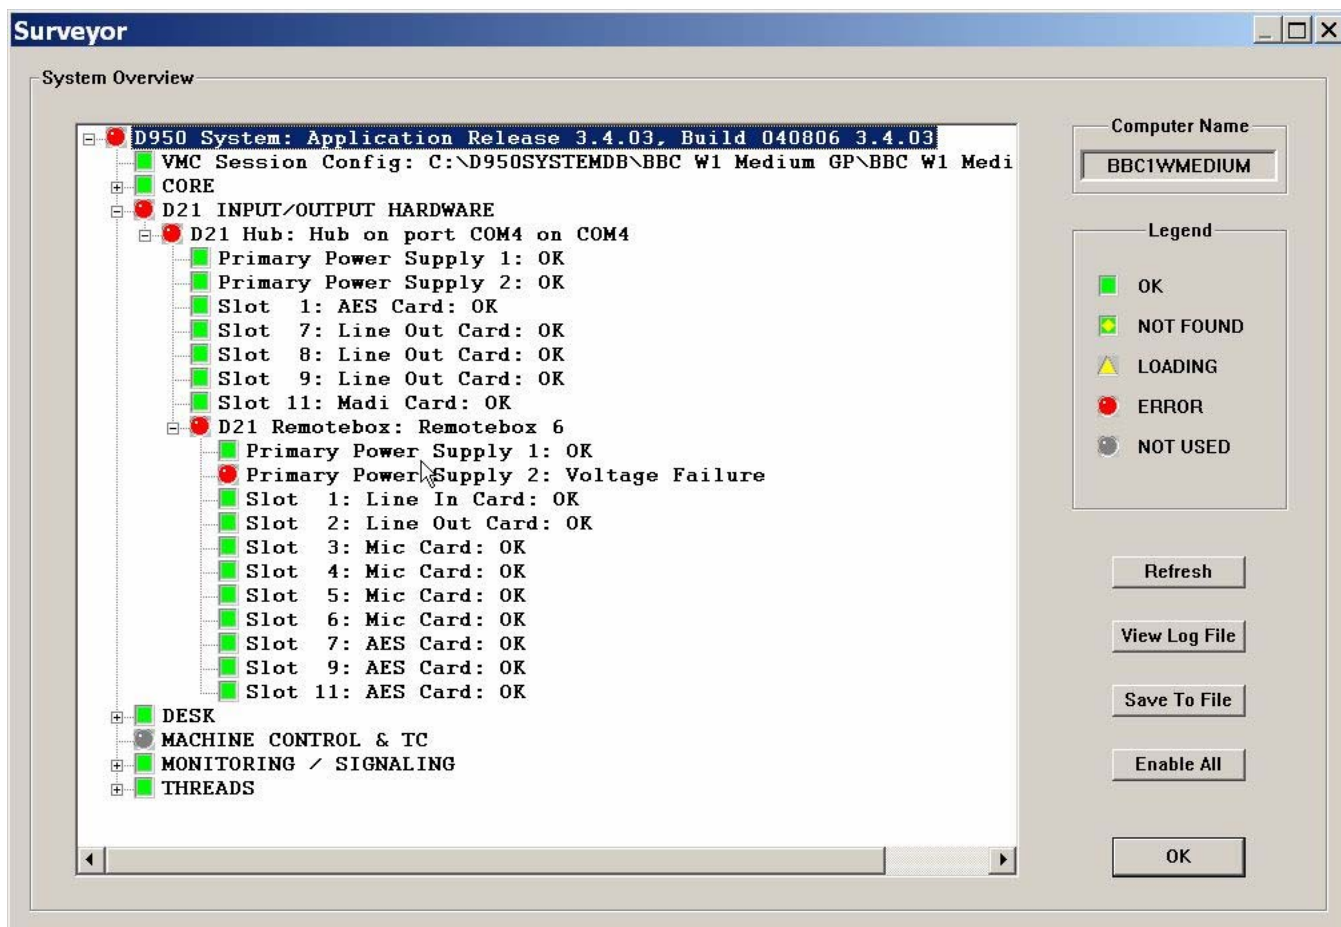 Surveyor
System Overview
D950 System: Application Release 3.4.03, Build 040806 3.4.03
VMC Session Config: C:\D950SYSTEMDB\BBC W1 Medium GP\BBC W1 Medi
CORE
D21 INPUT/OUTPUT HARDWARE
D21 Hub: Hub on port COM4 on COM4
Primary Power Supply 1: OK
Primary Power Supply 2: OK
Slot 1: AES Card: OK
Slot 7: Line Out Card: OK
Slot 8: Line Out Card: OK
Slot 9: Line Out Card: OK
Slot 11: Madi Card: OK
D21 Remotebox: Remotebox 6
Primary Power Supply 1: OK
Primary Power Supply 2: Voltage Failure
Slot 1: Line In Card: OK
Slot 2: Line Out Card: OK
Slot 3: Mic Card: OK
Slot 4: Mic Card: OK
Slot 5: Mic Card: OK
Slot 6: Mic Card: OK
Slot 7: AES Card: OK
Slot 9: AES Card: OK
Slot 11: AES Card: OK
DESK
MACHINE CONTROL & TC
MONITORING / SIGNALING
THREADS
Computer Name
BBC1WMEDIUM
Legend
OK
NOT FOUND
LOADING
ERROR
NOT USED
Refresh
View Log File
Save To File
Enable All
OK